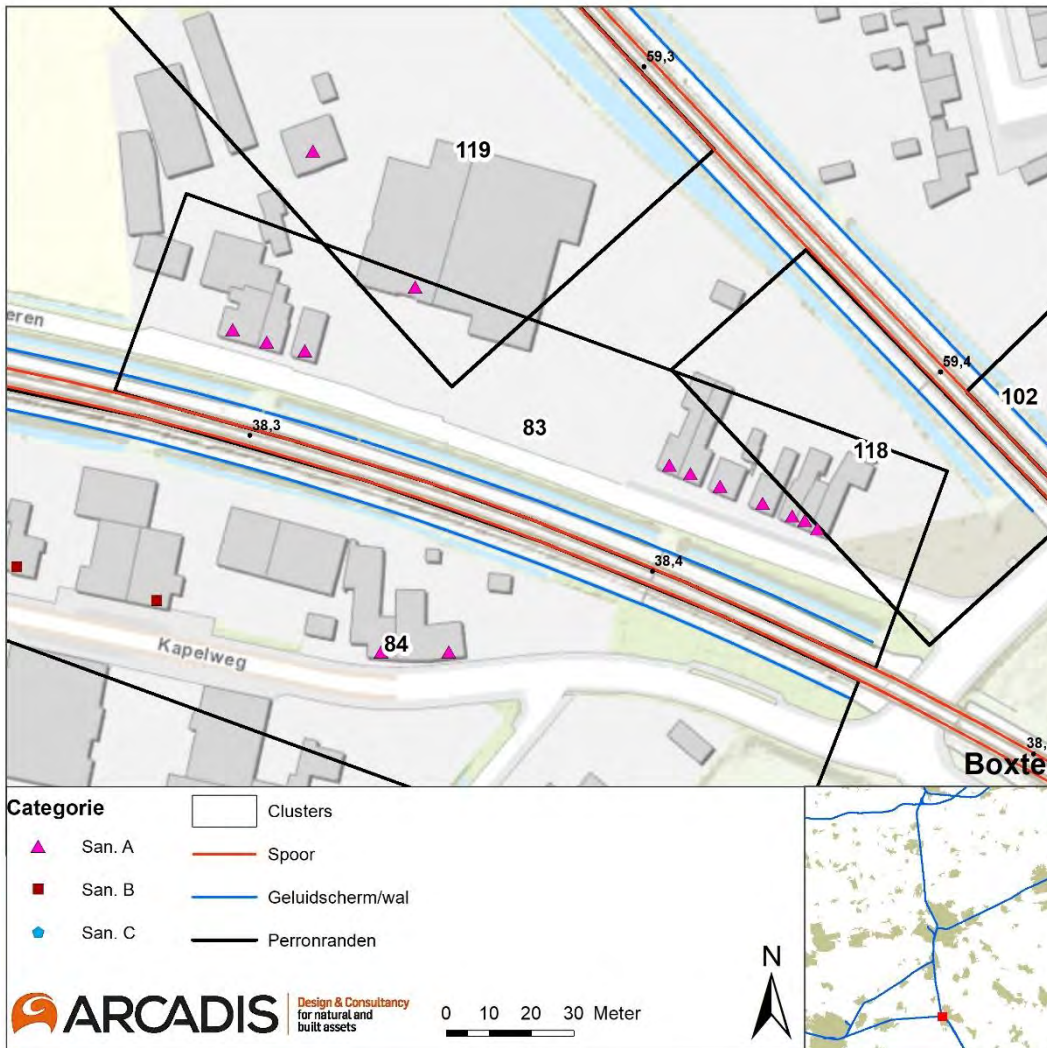 59,3
119
eren
59,4
102
38,3
83
118
38,4
84
Kapelweg
38,
Boxte
Categorie
San. A
San. B
San. C
Clusters
Spoor
Geluidscherm/wal
Perronranden
N
ARCADIS
Design & Consultancy
for natural and
built assets
0 10 20 30 Meter